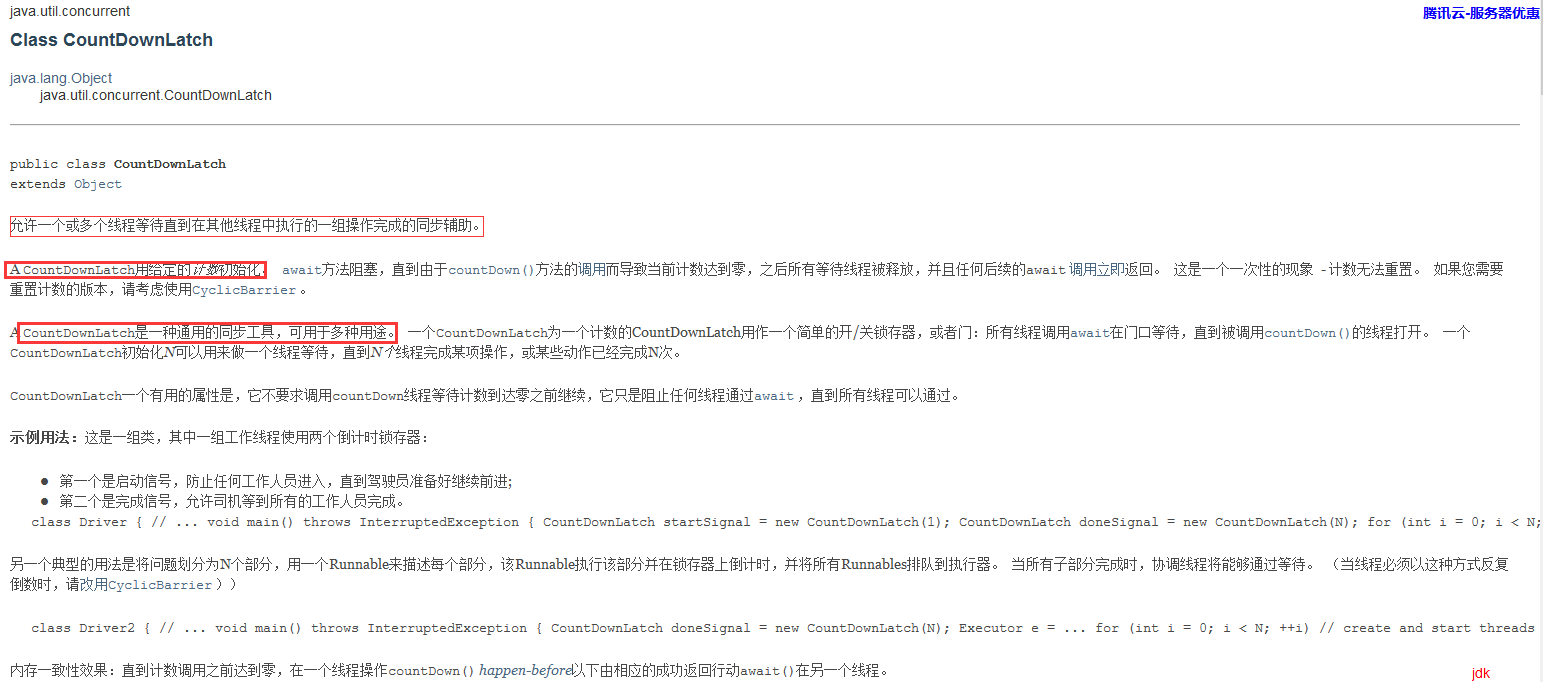 java.util.concurrent
腾讯云-服务器优惠
Class CountDownLatch
java.lang.Object
java.util.concurrent.CountDownLatch
public class CountDownLatch
extends Object
允许一个或多个线程等待直到在其他线程中执行的一组操作完成的同步辅助。
A CountDownLatch用给定的计数初始化。 await方法阻塞，直到由于countDown()方法的调用而导致当前计数达到零，之后所有等待线程被释放，并且任何后续的await 调用立即返回。 这是一个一次性的现象 - 计数无法重置。 如果您需要
重置计数的版本，请考虑使用CyclicBarrier 。
A CountDownLatch是一种通用的同步工具，可用于多种用途。 一个CountDownLatch为一个计数的CountDownLatch用作一个简单的开/关锁存器，或者门：所有线程调用await在门口等待，直到被调用countDown()的线程打开。 一个
CountDownLatch初始化N可以用来做一个线程等待，直到N个线程完成某项操作，或某些动作已经完成N次。
CountDownLatch一个有用的属性是，它不要求调用countDown线程等待计数到达零之前继续，它只是阻止任何线程通过await ，直到所有线程可以通过。
示例用法：这是一组类，其中一组工作线程使用两个倒计时锁存器：
● 第一个是启动信号，防止任何工作人员进入，直到驾驶员准备好继续前进;
● 第二个是完成信号，允许司机等到所有的工作人员完成。
class Driver { // ... void main() throws InterruptedException { CountDownLatch startSignal = new CountDownLatch(1); CountDownLatch doneSignal = new CountDownLatch(N); for (int i = 0; i < N;
另一个典型的用法是将问题划分为N个部分，用一个Runnable来描述每个部分，该Runnable执行该部分并在锁存器上倒计时，并将所有Runnables排队到执行器。 当所有子部分完成时，协调线程将能够通过等待。 （当线程必须以这种方式反复
倒数时，请改用CyclicBarrier ））
class Driver2 { // ... void main() throws InterruptedException { CountDownLatch doneSignal = new CountDownLatch(N); Executor e = ... for (int i = 0; i < N; ++i) // create and start threads
内存一致性效果：直到计数调用之前达到零，在一个线程操作countDown() happen-before以下由相应的成功返回行动await()在另一个线程。
jdk